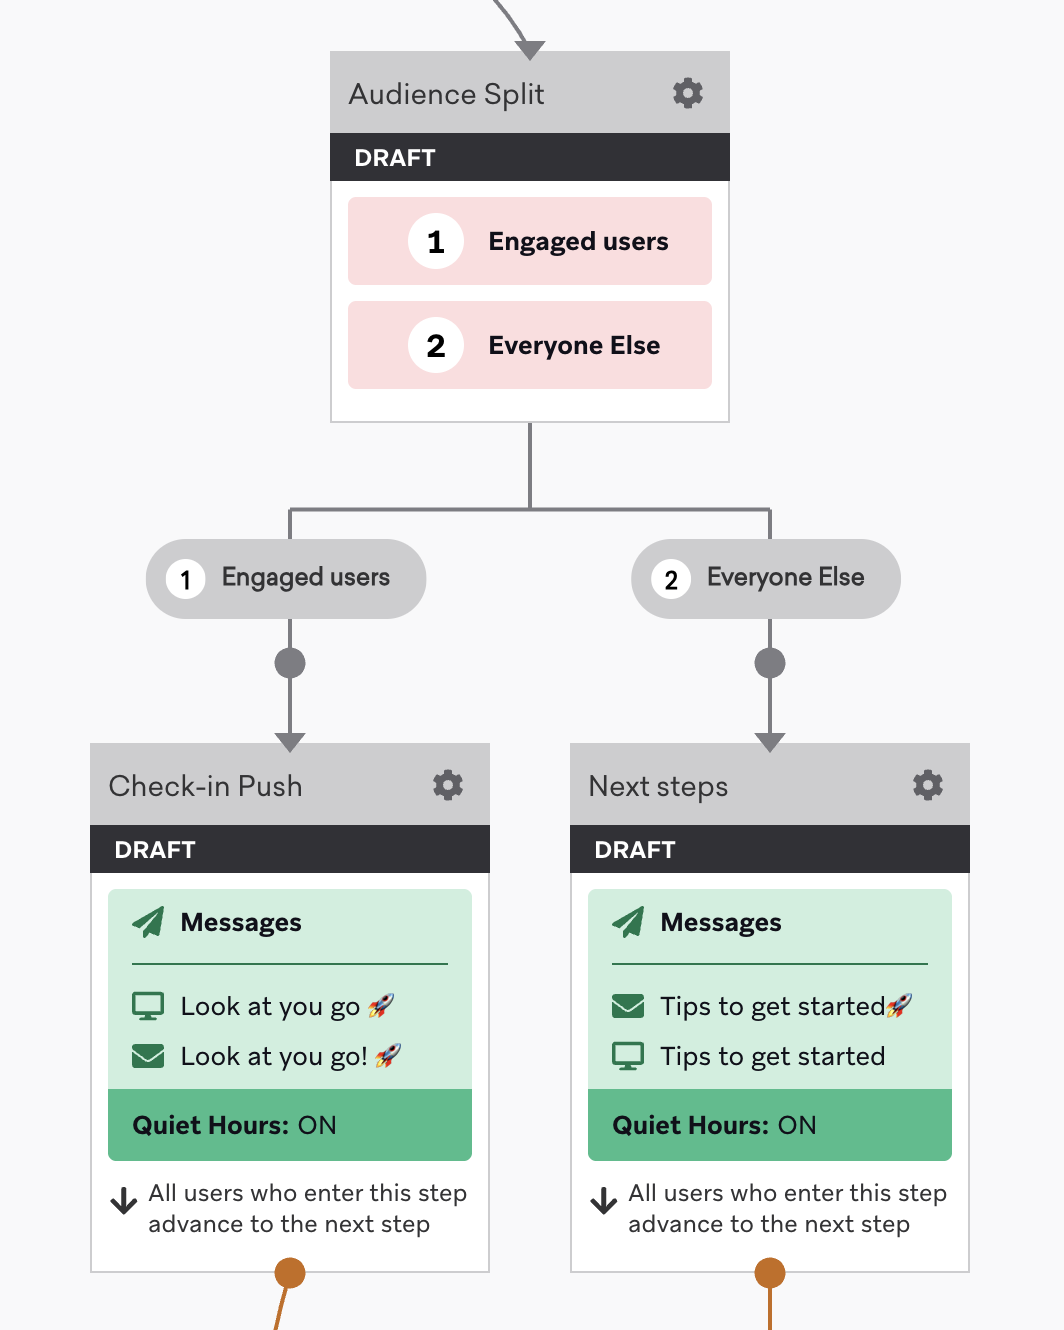 Audience Split
DRAFT
1 Engaged users
2 Everyone Else
1 Engaged users
2 Everyone Else
Check-in Push
DRAFT
Messages
Look at you go 🚀
Look at you go! 🚀
Quiet Hours: ON
All users who enter this step
advance to the next step
Next steps
DRAFT
Messages
Tips to get started🚀
Tips to get started
Quiet Hours: ON
All users who enter this step
advance to the next step